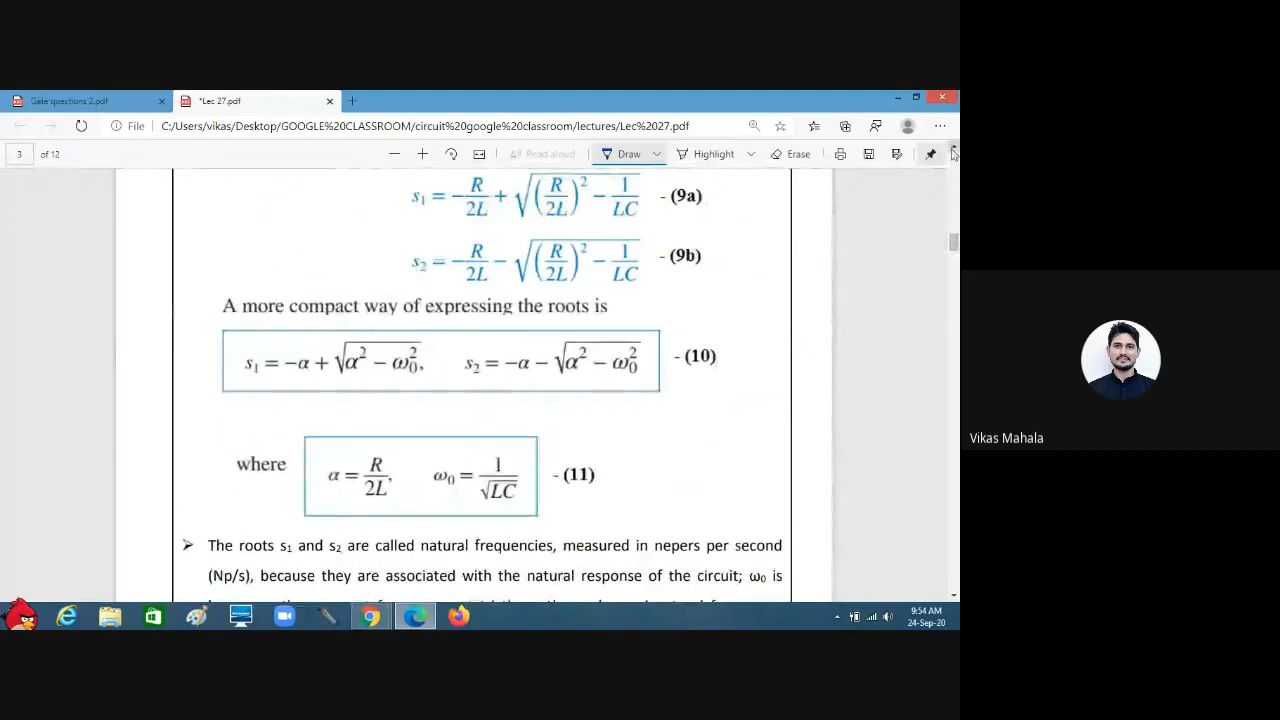 Gate questions 2.pdf
*Lec 27.pdf
File C:/Users/vikas/Desktop/GOOGLE%20CLASSROOM/circuit%20google%20classroom/lectures/Lec%2027.pdf
3 of 12 Read aloud Draw Highlight Erase
s₁ = −R/2L + √((R/2L)² − 1/LC) - (9a)
s₂ = −R/2L − √((R/2L)² − 1/LC) - (9b)
A more compact way of expressing the roots is
s₁ = −α + √(α² − ω₀²), s₂ = −α − √(α² − ω₀²) - (10)
where α = R/2L, ω₀ = 1/√LC - (11)
➢ The roots s₁ and s₂ are called natural frequencies, measured in nepers per second
(Np/s), because they are associated with the natural response of the circuit; ω₀ is
Vikas Mahala
9:54 AM
24-Sep-20